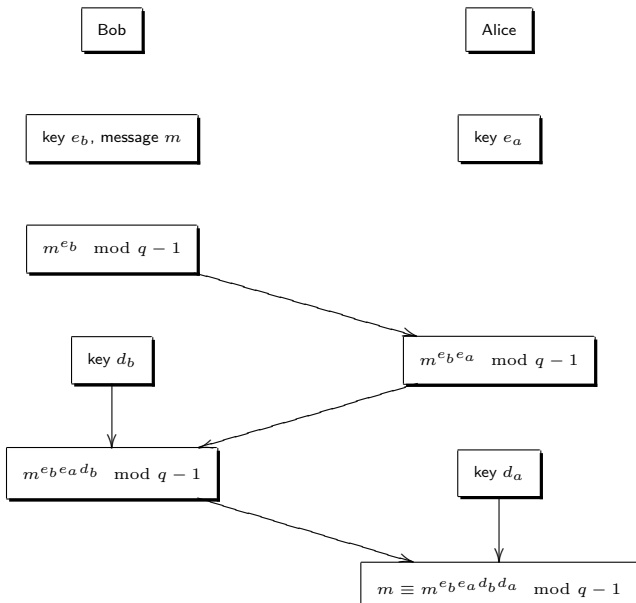 Bob
Alice
key e_b, message m
key e_a
m^{e_b} mod q − 1
key d_b
m^{e_b e_a} mod q − 1
m^{e_b e_a d_b} mod q − 1
key d_a
m ≡ m^{e_b e_a d_b d_a} mod q − 1